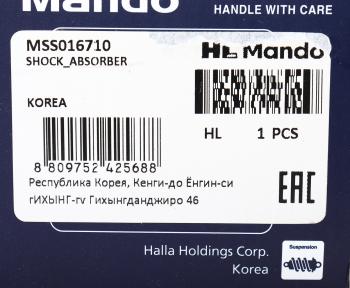 Mando
HANDLE WITH CARE
MSS016710
SHOCK_ABSORBER
HL Mando
KOREA
HL 1 PCS
8 809752 425688
Республика Корея, Кенги-до Ёнгин-си
гИХЫНГ-rv Гихынгданджиро 46
EAC
Halla Holdings Corp.
Korea
Suspension